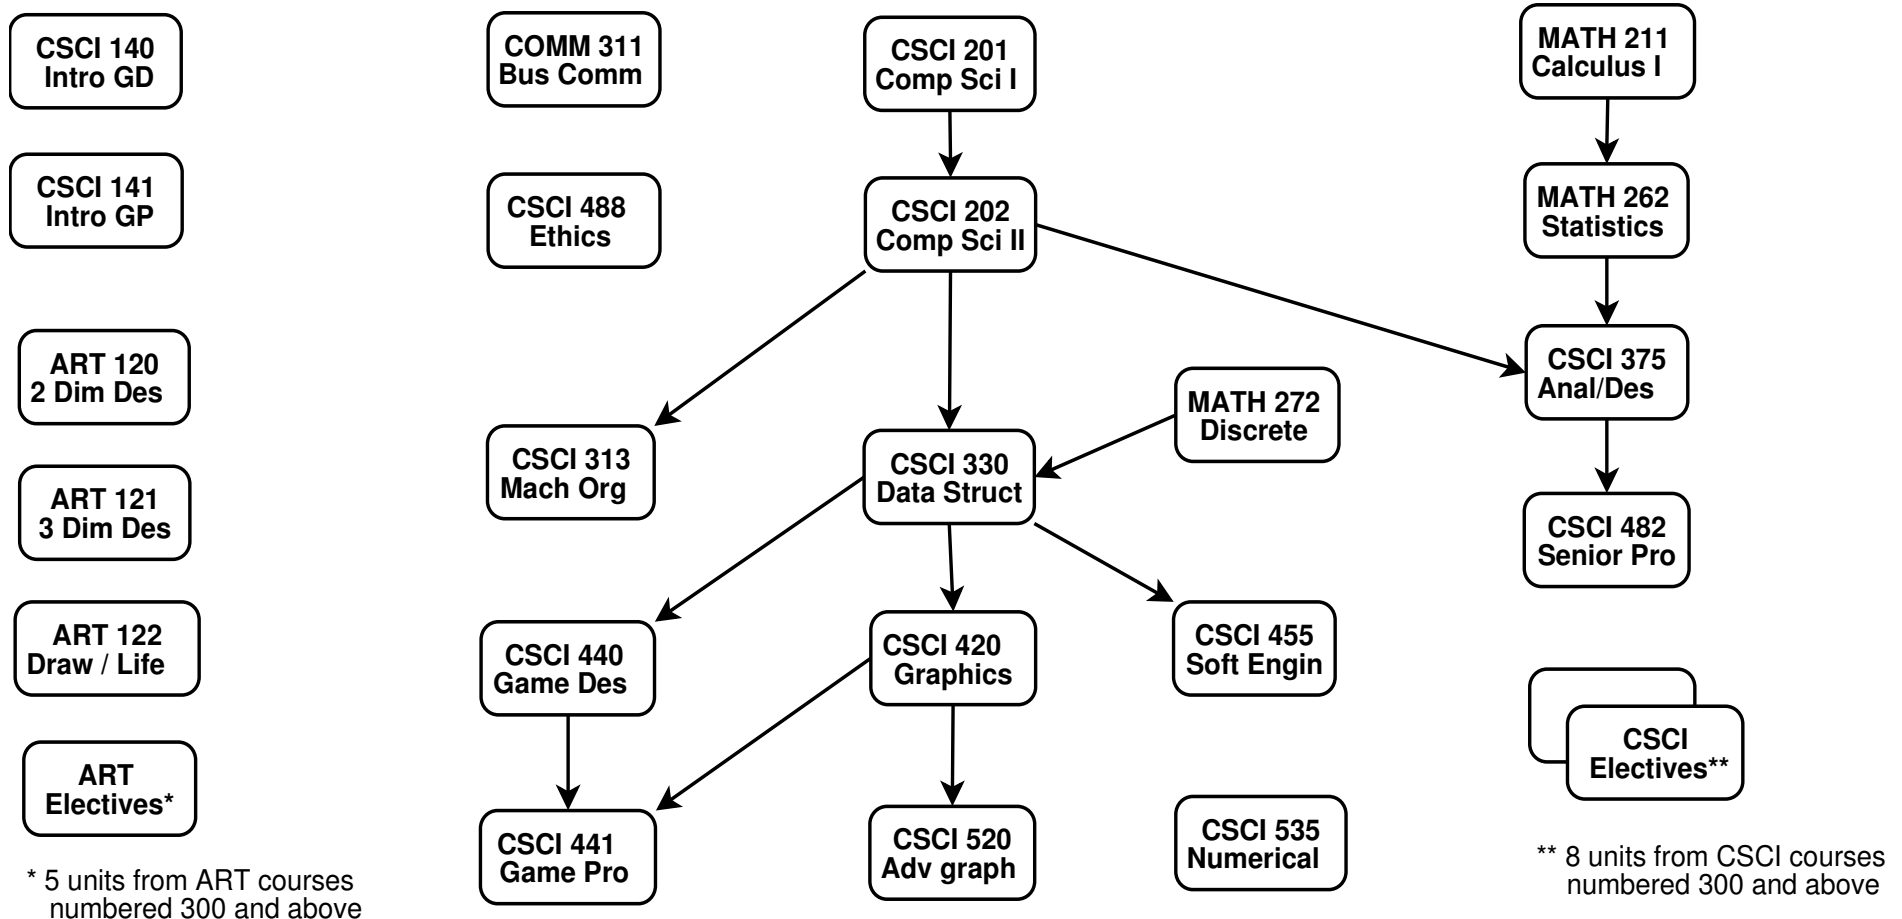 CSCI 140
Intro GD
COMM 311
Bus Comm
CSCI 201
Comp Sci I
MATH 211
Calculus I
CSCI 141
Intro GP
CSCI 488
Ethics
CSCI 202
Comp Sci II
MATH 262
Statistics
ART 120
2 Dim Des
CSCI 375
Anal/Des
MATH 272
Discrete
CSCI 313
Mach Org
CSCI 330
Data Struct
ART 121
3 Dim Des
CSCI 482
Senior Pro
ART 122
Draw / Life
CSCI 440
Game Des
CSCI 420
Graphics
CSCI 455
Soft Engin
CSCI
Electives**
ART
Electives*
CSCI 441
Game Pro
CSCI 520
Adv graph
CSCI 535
Numerical
* 5 units from ART courses
numbered 300 and above
** 8 units from CSCI courses
numbered 300 and above